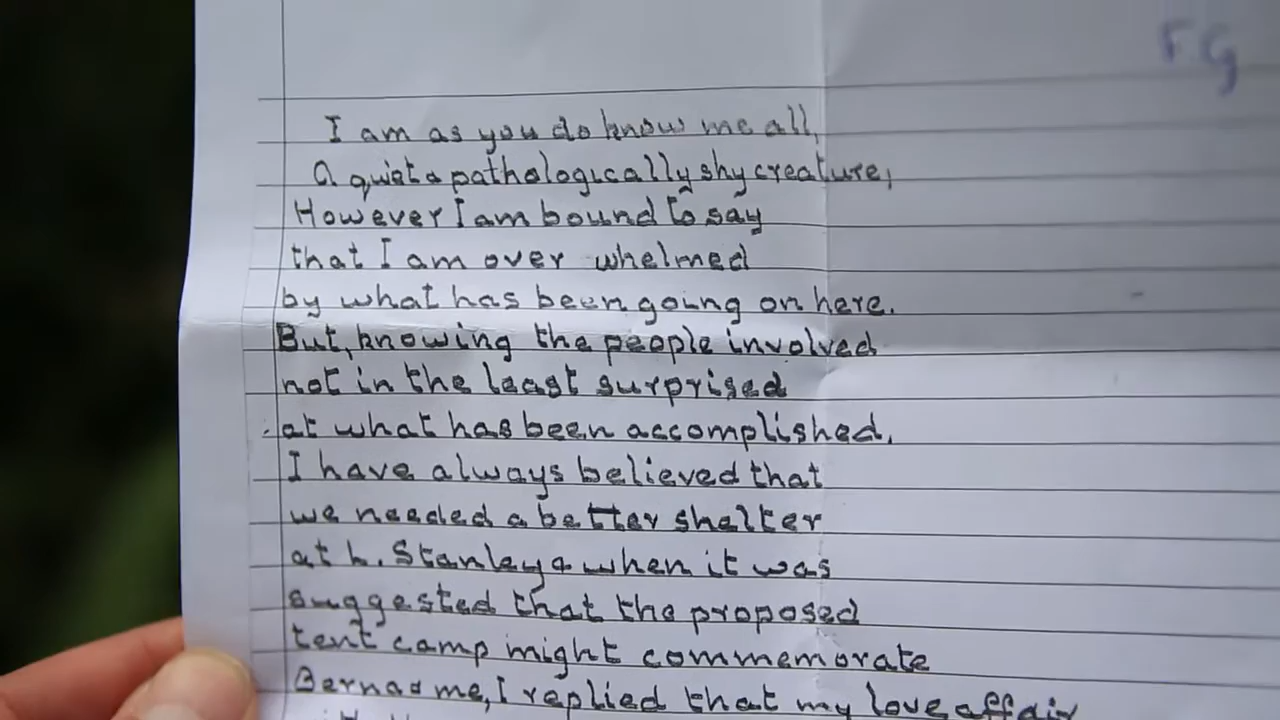 F.G
I am as you do know me all,
A quiet & pathologically shy creature,
However I am bound to say
that I am over whelmed
by what has been going on here.
But, knowing the people involved
not in the least surprised
at what has been accomplished.
I have always believed that
we needed a better shelter
at L. Stanley & when it was
suggested that the proposed
tent camp might commemorate
Berna & me, I replied that my love affair